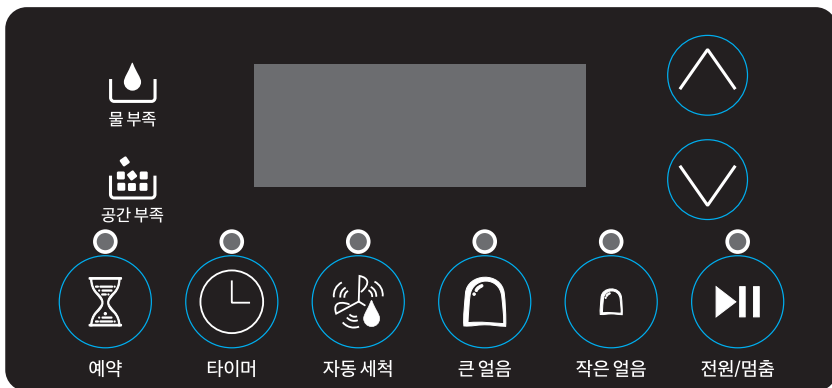 물 부족
공간 부족
예약
타이머
자동 세척
큰 얼음
작은 얼음
전원/멈춤